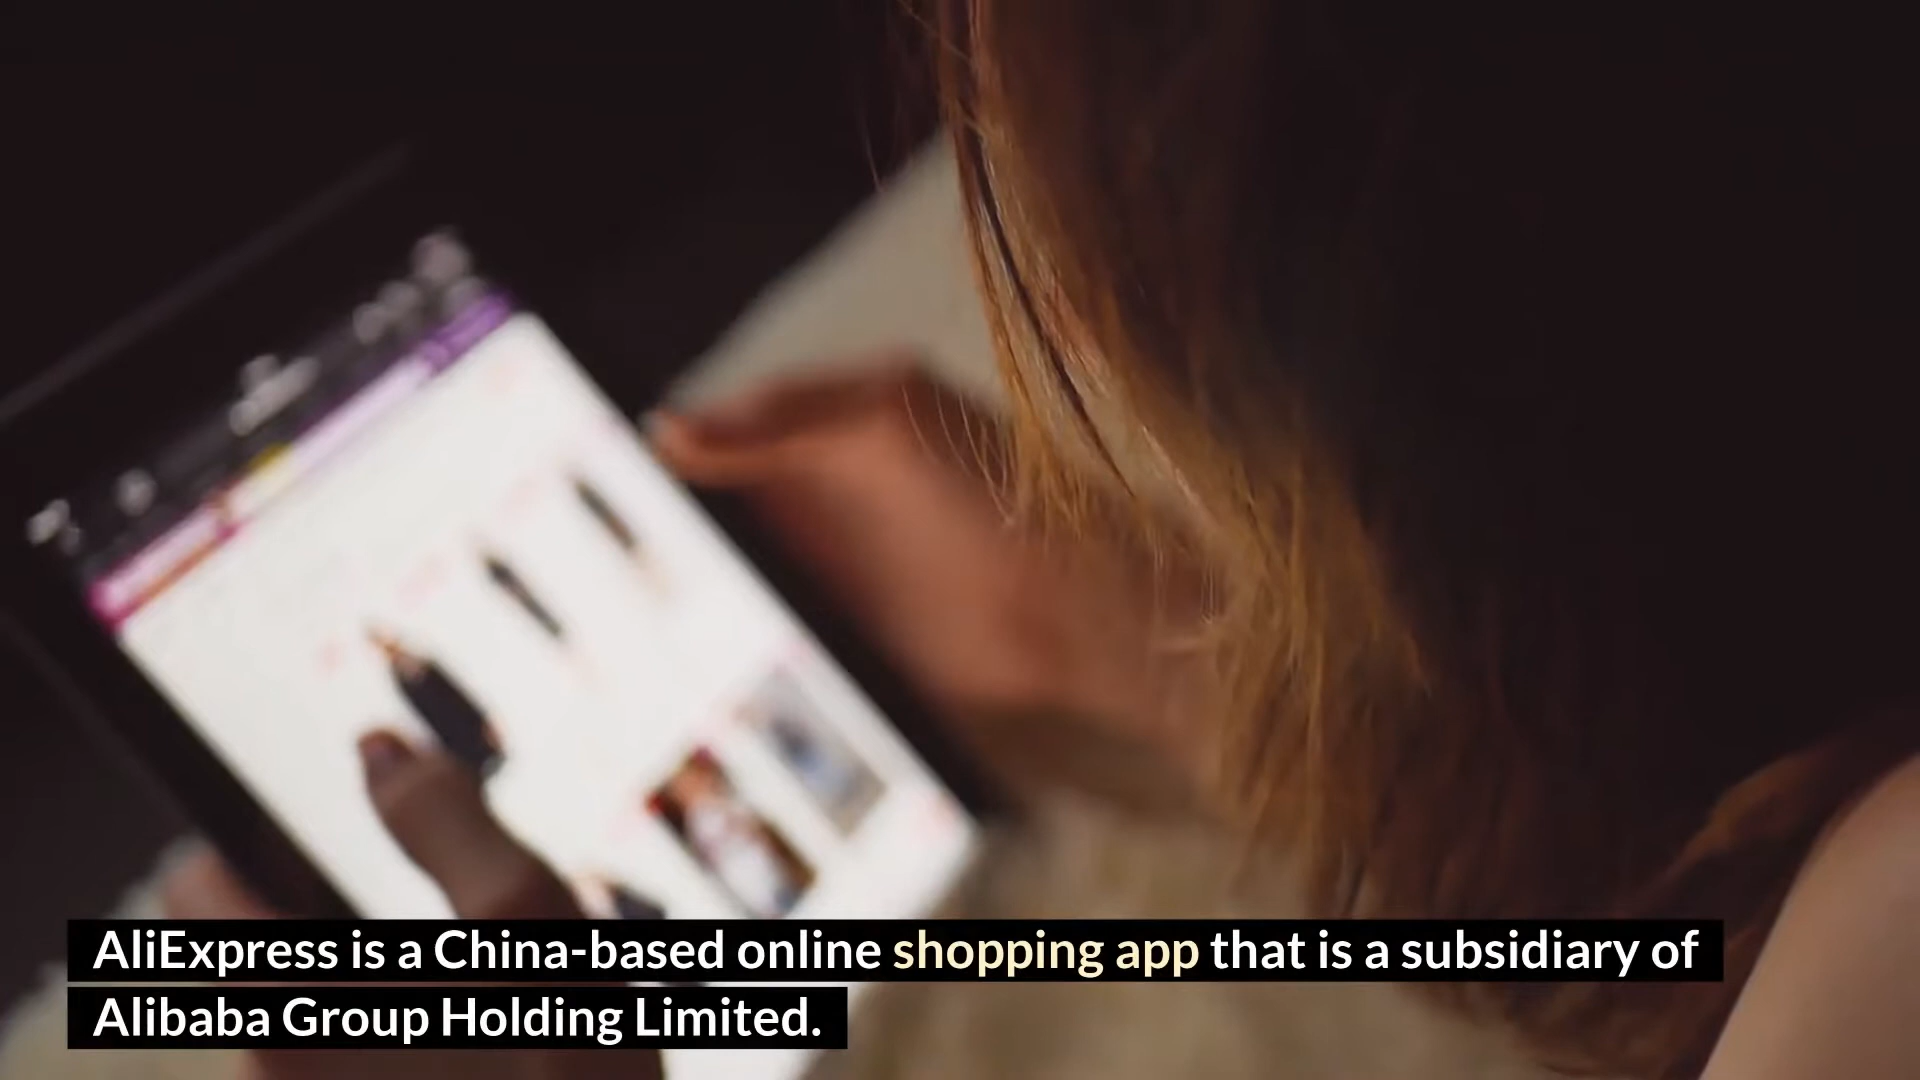 AliExpress is a China-based online shopping app that is a subsidiary of
Alibaba Group Holding Limited.